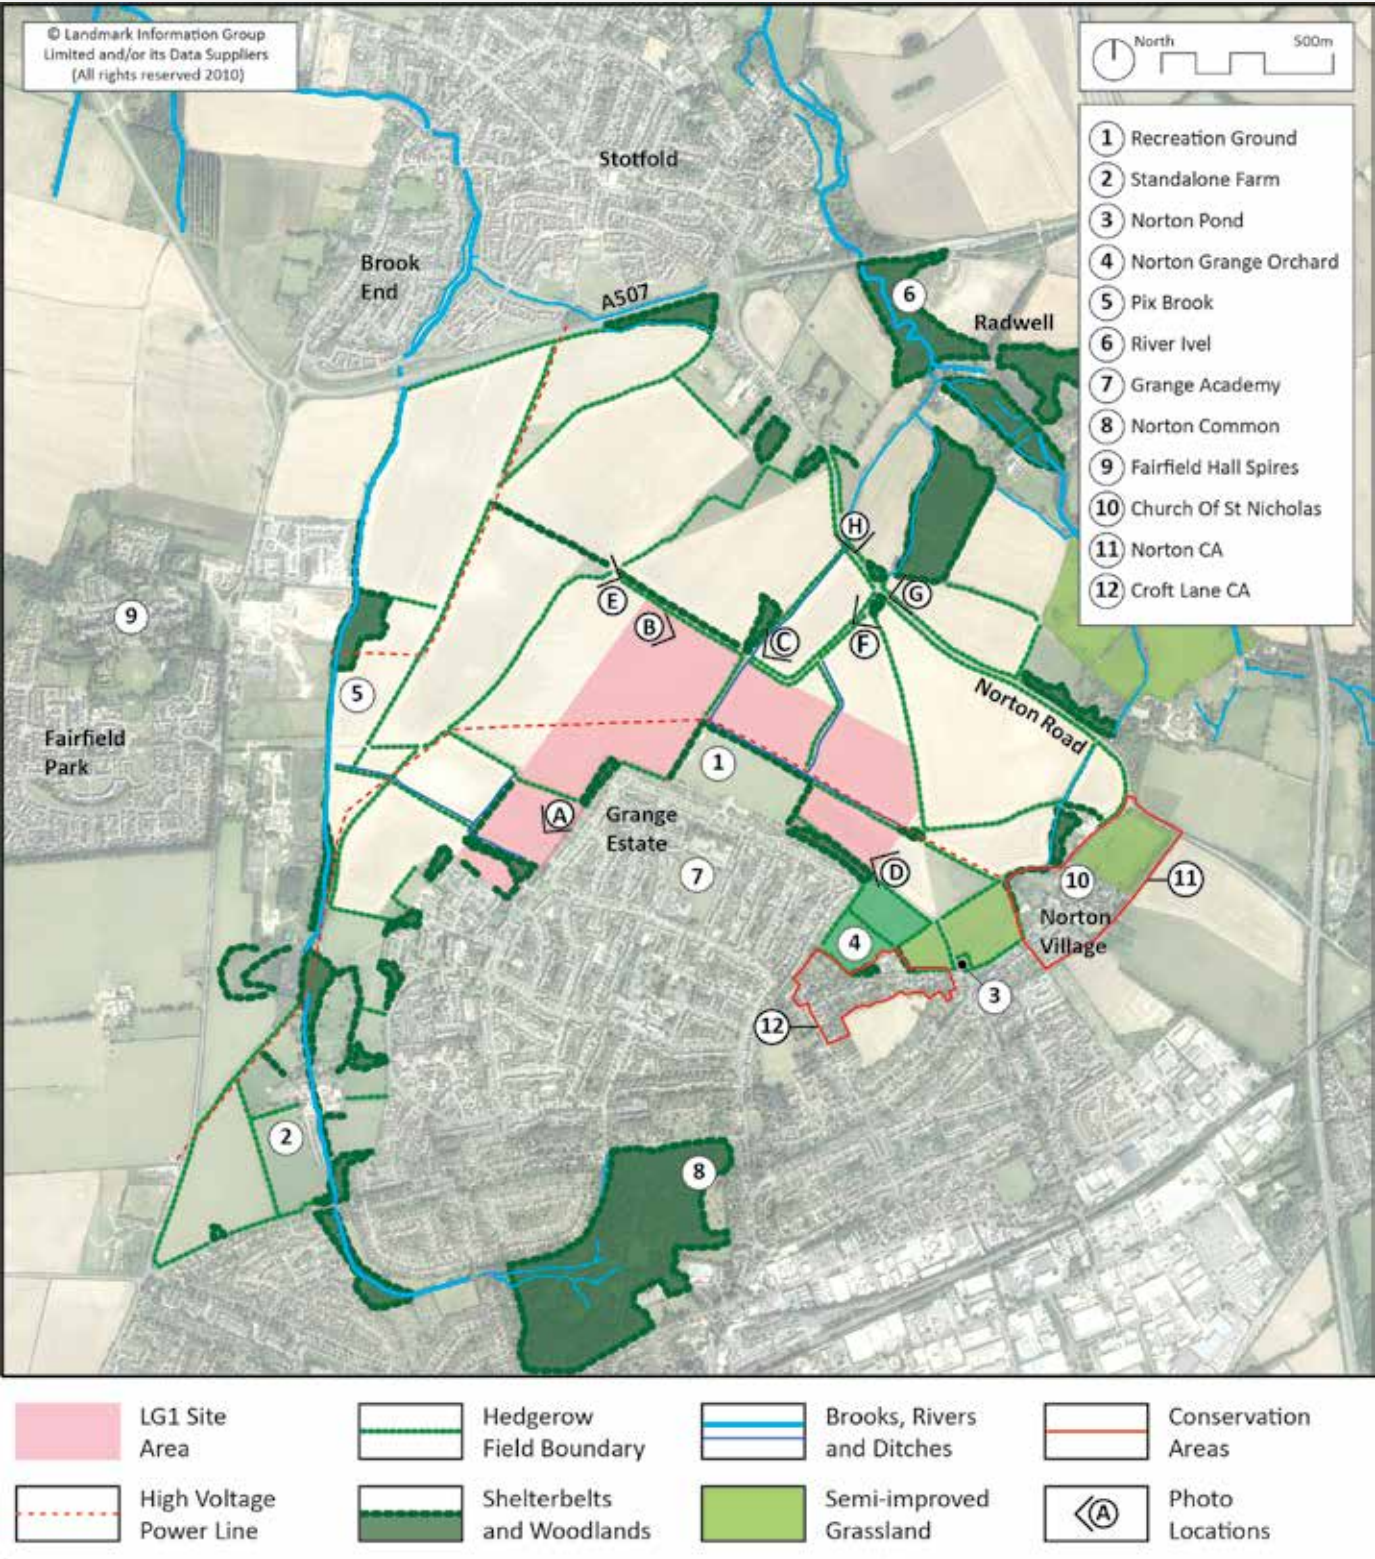 © Landmark Information Group
Limited and/or its Data Suppliers
(All rights reserved 2010)
North
500m
1 Recreation Ground
2 Standalone Farm
3 Norton Pond
4 Norton Grange Orchard
5 Pix Brook
6 River Ivel
7 Grange Academy
8 Norton Common
9 Fairfield Hall Spires
10 Church Of St Nicholas
11 Norton CA
12 Croft Lane CA
Stotfold
Brook
End
A507
6
Radwell
H
9
E
G
B
C
F
5
Norton Road
Fairfield
Park
1
A
Grange
Estate
7
D
10
11
Norton
Village
4
3
12
2
8
LG1 Site
Area
Hedgerow
Field Boundary
Brooks, Rivers
and Ditches
Conservation
Areas
High Voltage
Power Line
Shelterbelts
and Woodlands
Semi-improved
Grassland
A
Photo
Locations